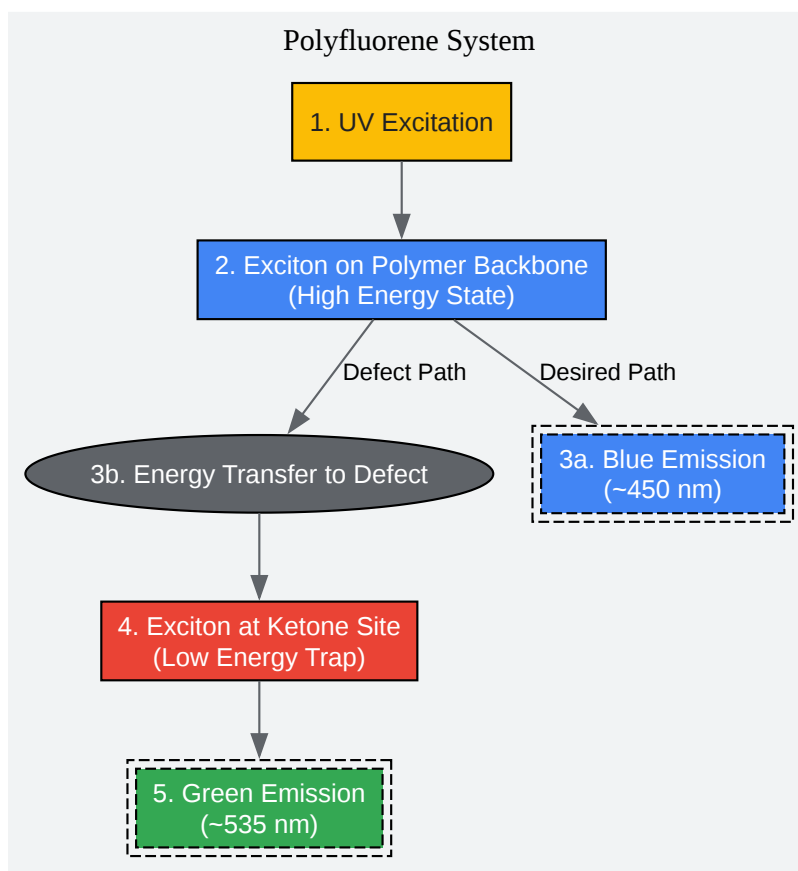 Polyfluorene System
1. UV Excitation
2. Exciton on Polymer Backbone
(High Energy State)
Defect Path
Desired Path
3b. Energy Transfer to Defect
3a. Blue Emission
(~450 nm)
4. Exciton at Ketone Site
(Low Energy Trap)
5. Green Emission
(~535 nm)